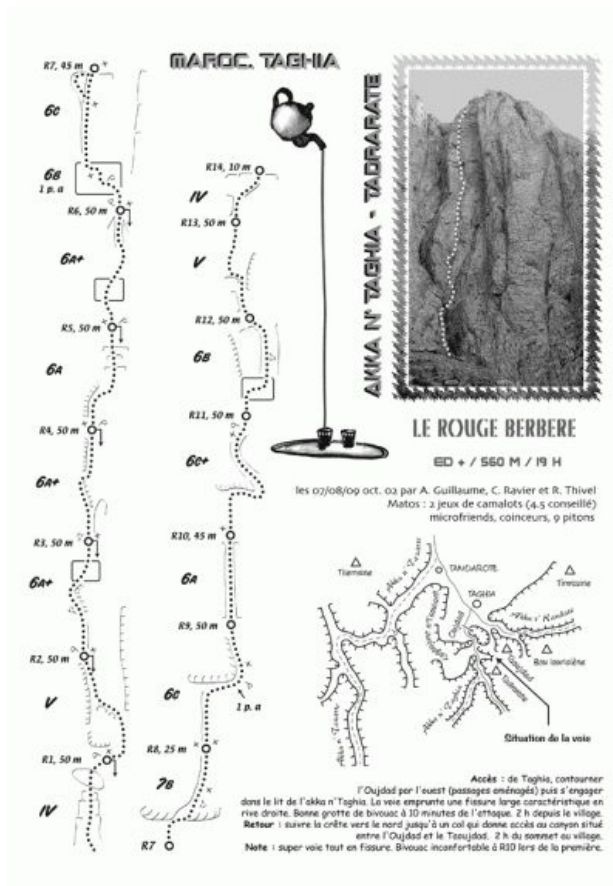 MAROC. TAGHIA
R7, 45 m
6C
6B
1 p. a
R6, 50 m
6A+
R5, 50 m
6A
R4, 50 m
6A+
R3, 50 m
6A+
R2, 50 m
V
R1, 50 m
IV
R14, 10 m
IV
R13, 50 m
V
R12, 50 m
6B
R11, 50 m
6C+
R10, 45 m
6A
R9, 50 m
6C
1 p. a
R8, 25 m
7B
R7
AKKA N' TAGHIA - TADRARATE
LE ROUGE BERBERE
ED + / 560 M / 19 H
les 07/08/09 oct. 02 par A. Guillaume, C. Ravier et R. Thivel
Matos : 2 jeux de camalots (4.5 conseillé)
microfriends, coinceurs, 9 pitons
TAMDAROTE
TAGHIA
Oujdad
Situation de la voie
Accès : de Taghia, contourner
l'Oujdad par l'ouest (passages aménagés) puis s'engager
dans le lit de l'akka n'Taghia. La voie emprunte une fissure large caractéristique en
rive droite. Bonne grotte de bivouac à 10 minutes de l'attaque. 2 h depuis le village.
Retour : suivre la crête vers le nord jusqu'à un col qui donne accès au canyon situé
entre l'Oujdad et le Taoujdad. 2 h du sommet au village.
Note : super voie tout en fissure. Bivouac inconfortable à R10 lors de la première.